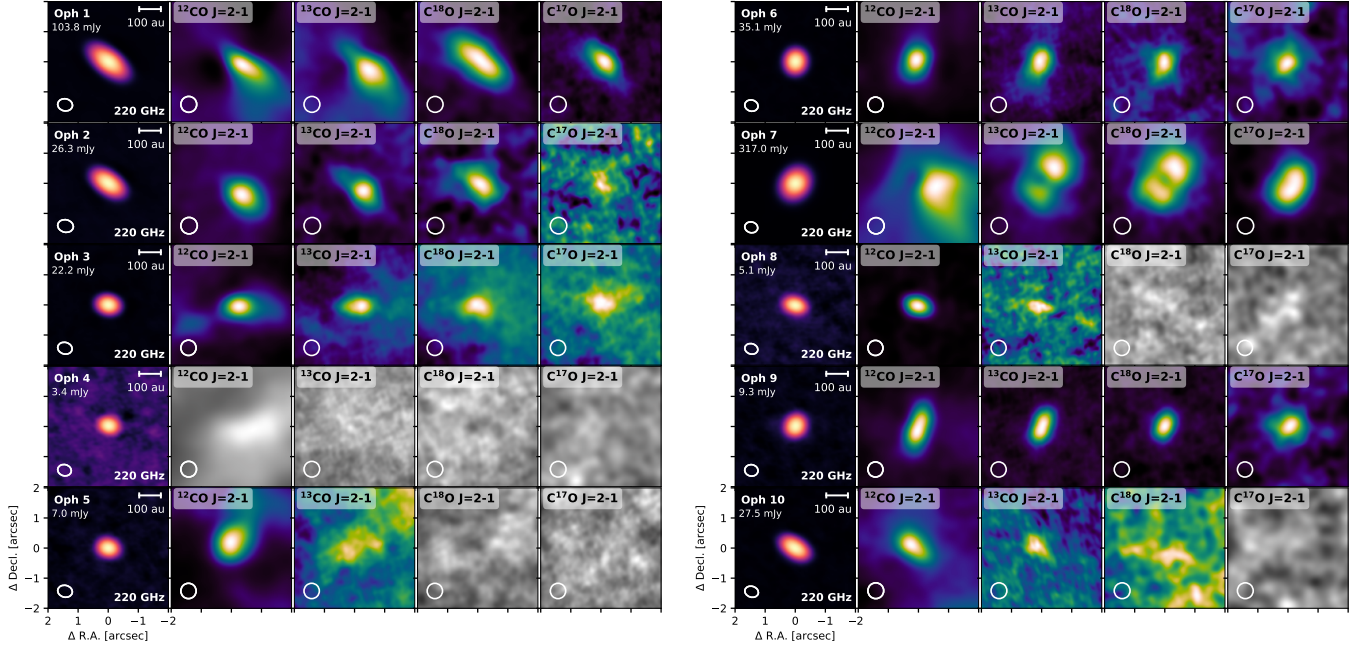 Oph 1
103.8 mJy
100 au
220 GHz
¹²CO J=2-1
¹³CO J=2-1
C¹⁸O J=2-1
C¹⁷O J=2-1
Oph 2
26.3 mJy
100 au
220 GHz
¹²CO J=2-1
¹³CO J=2-1
C¹⁸O J=2-1
C¹⁷O J=2-1
Oph 3
22.2 mJy
100 au
220 GHz
¹²CO J=2-1
¹³CO J=2-1
C¹⁸O J=2-1
C¹⁷O J=2-1
Oph 4
3.4 mJy
100 au
220 GHz
¹²CO J=2-1
¹³CO J=2-1
C¹⁸O J=2-1
C¹⁷O J=2-1
Oph 5
7.0 mJy
100 au
220 GHz
¹²CO J=2-1
¹³CO J=2-1
C¹⁸O J=2-1
C¹⁷O J=2-1
2
1
0
−1
−2
Δ Decl. [arcsec]
2 1 0 −1 −2
Δ R.A. [arcsec]
Oph 6
35.1 mJy
100 au
220 GHz
¹²CO J=2-1
¹³CO J=2-1
C¹⁸O J=2-1
C¹⁷O J=2-1
Oph 7
317.0 mJy
100 au
220 GHz
¹²CO J=2-1
¹³CO J=2-1
C¹⁸O J=2-1
C¹⁷O J=2-1
Oph 8
5.1 mJy
100 au
220 GHz
¹²CO J=2-1
¹³CO J=2-1
C¹⁸O J=2-1
C¹⁷O J=2-1
Oph 9
9.3 mJy
100 au
220 GHz
¹²CO J=2-1
¹³CO J=2-1
C¹⁸O J=2-1
C¹⁷O J=2-1
Oph 10
27.5 mJy
100 au
220 GHz
¹²CO J=2-1
¹³CO J=2-1
C¹⁸O J=2-1
C¹⁷O J=2-1
2
1
0
−1
−2
Δ Decl. [arcsec]
2 1 0 −1 −2
Δ R.A. [arcsec]